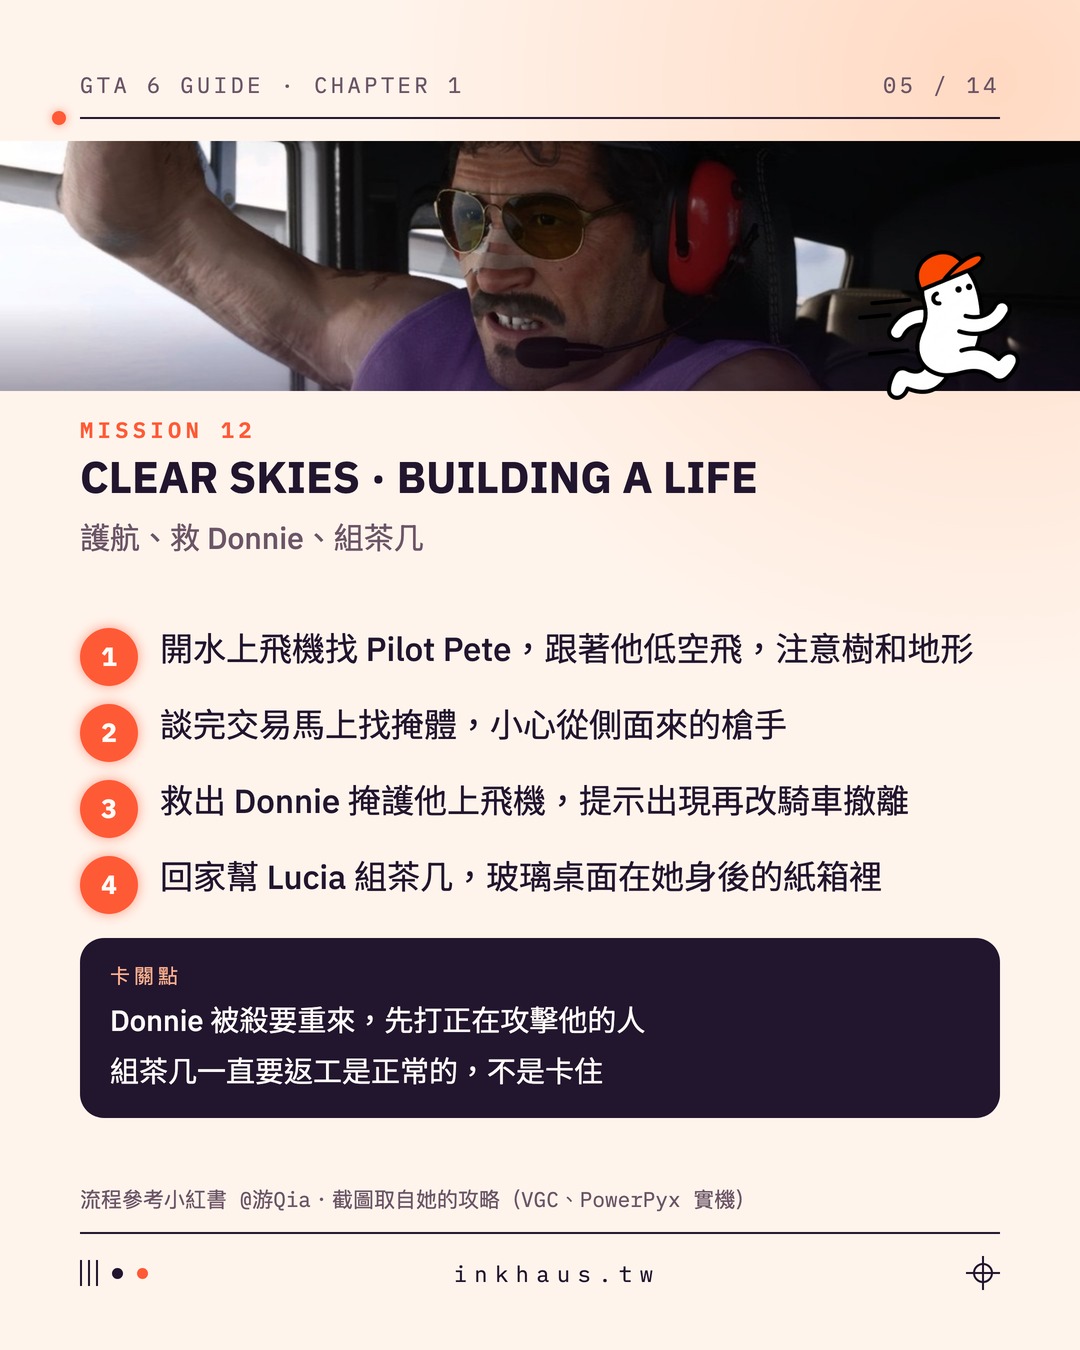 GTA 6 GUIDE · CHAPTER 1
05 / 14
MISSION 12
CLEAR SKIES · BUILDING A LIFE
護航、救 Donnie、組茶几
1 開水上飛機找 Pilot Pete，跟著他低空飛，注意樹和地形
2 談完交易馬上找掩體，小心從側面來的槍手
3 救出 Donnie 掩護他上飛機，提示出現再改騎車撤離
4 回家幫 Lucia 組茶几，玻璃桌面在她身後的紙箱裡
卡關點
Donnie 被殺要重來，先打正在攻擊他的人
組茶几一直要返工是正常的，不是卡住
流程參考小紅書 @游Qia · 截圖取自她的攻略（VGC、PowerPyx 實機）
inkhaus.tw